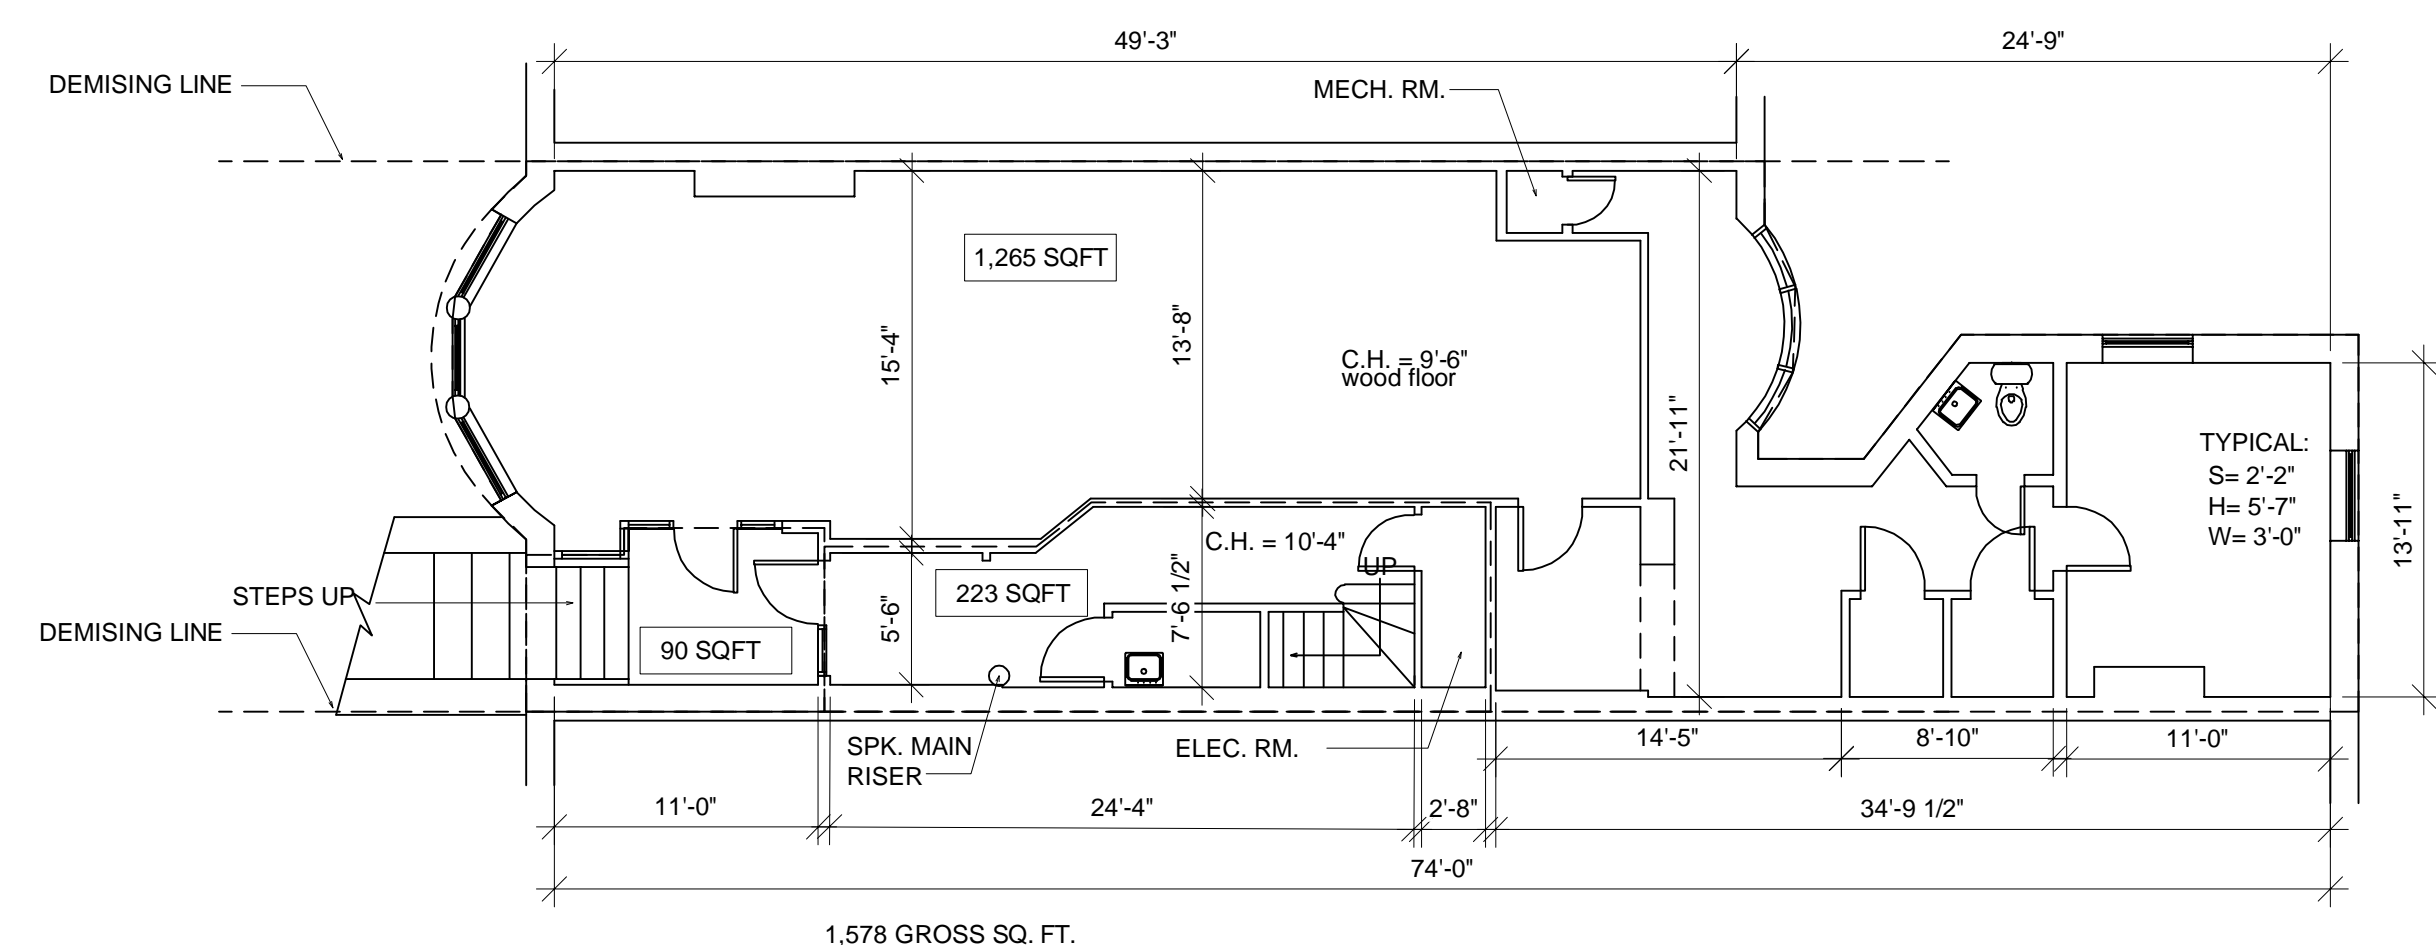 49'-3"
24'-9"
DEMISING LINE
MECH. RM.
1,265 SQFT
15'-4"
13'-8"
C.H. = 9'-6"
wood floor
21'-11"
TYPICAL:
S= 2'-2"
H= 5'-7"
W= 3'-0"
13'-11"
C.H. = 10'-4"
UP
STEPS UP
223 SQFT
5'-6"
7'-6 1/2"
DEMISING LINE
90 SQFT
SPK. MAIN
RISER
ELEC. RM.
14'-5"
8'-10"
11'-0"
11'-0"
24'-4"
2'-8"
34'-9 1/2"
74'-0"
1,578 GROSS SQ. FT.